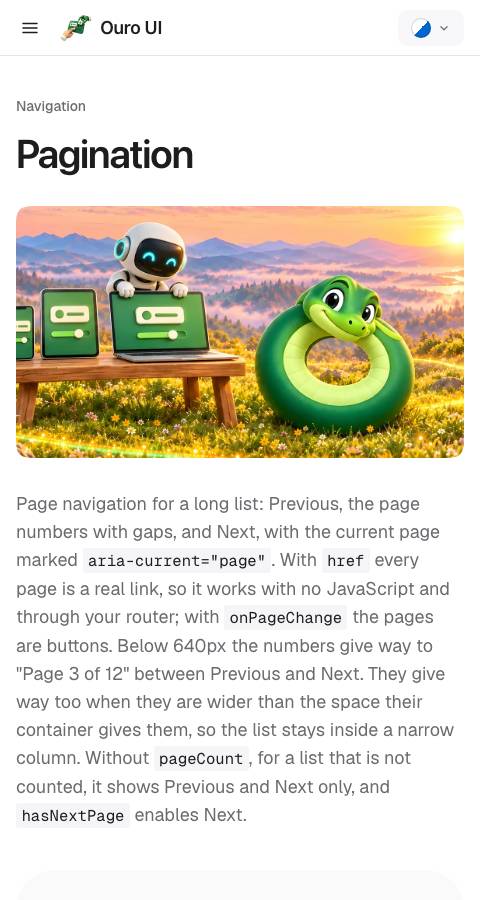 Ouro UI
Navigation
Pagination
Page navigation for a long list: Previous, the page
numbers with gaps, and Next, with the current page
marked aria-current="page". With href every
page is a real link, so it works with no JavaScript and
through your router; with onPageChange the pages
are buttons. Below 640px the numbers give way to
"Page 3 of 12" between Previous and Next. They give
way too when they are wider than the space their
container gives them, so the list stays inside a narrow
column. Without pageCount, for a list that is not
counted, it shows Previous and Next only, and
hasNextPage enables Next.